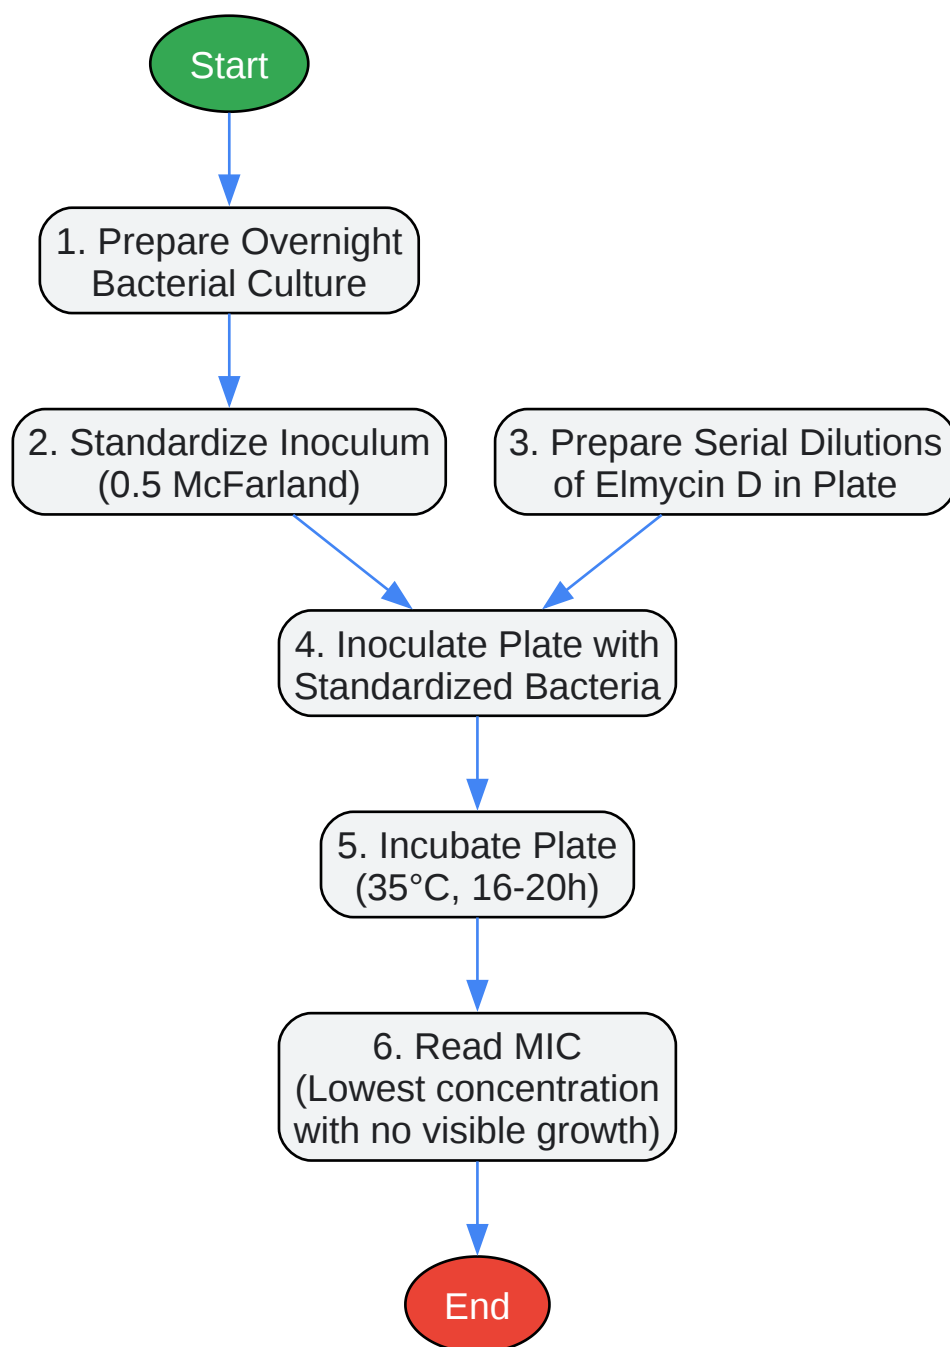 Start
1. Prepare Overnight
Bacterial Culture
2. Standardize Inoculum
(0.5 McFarland)
3. Prepare Serial Dilutions
of Elmycin D in Plate
4. Inoculate Plate with
Standardized Bacteria
5. Incubate Plate
(35°C, 16-20h)
6. Read MIC
(Lowest concentration
with no visible growth)
End